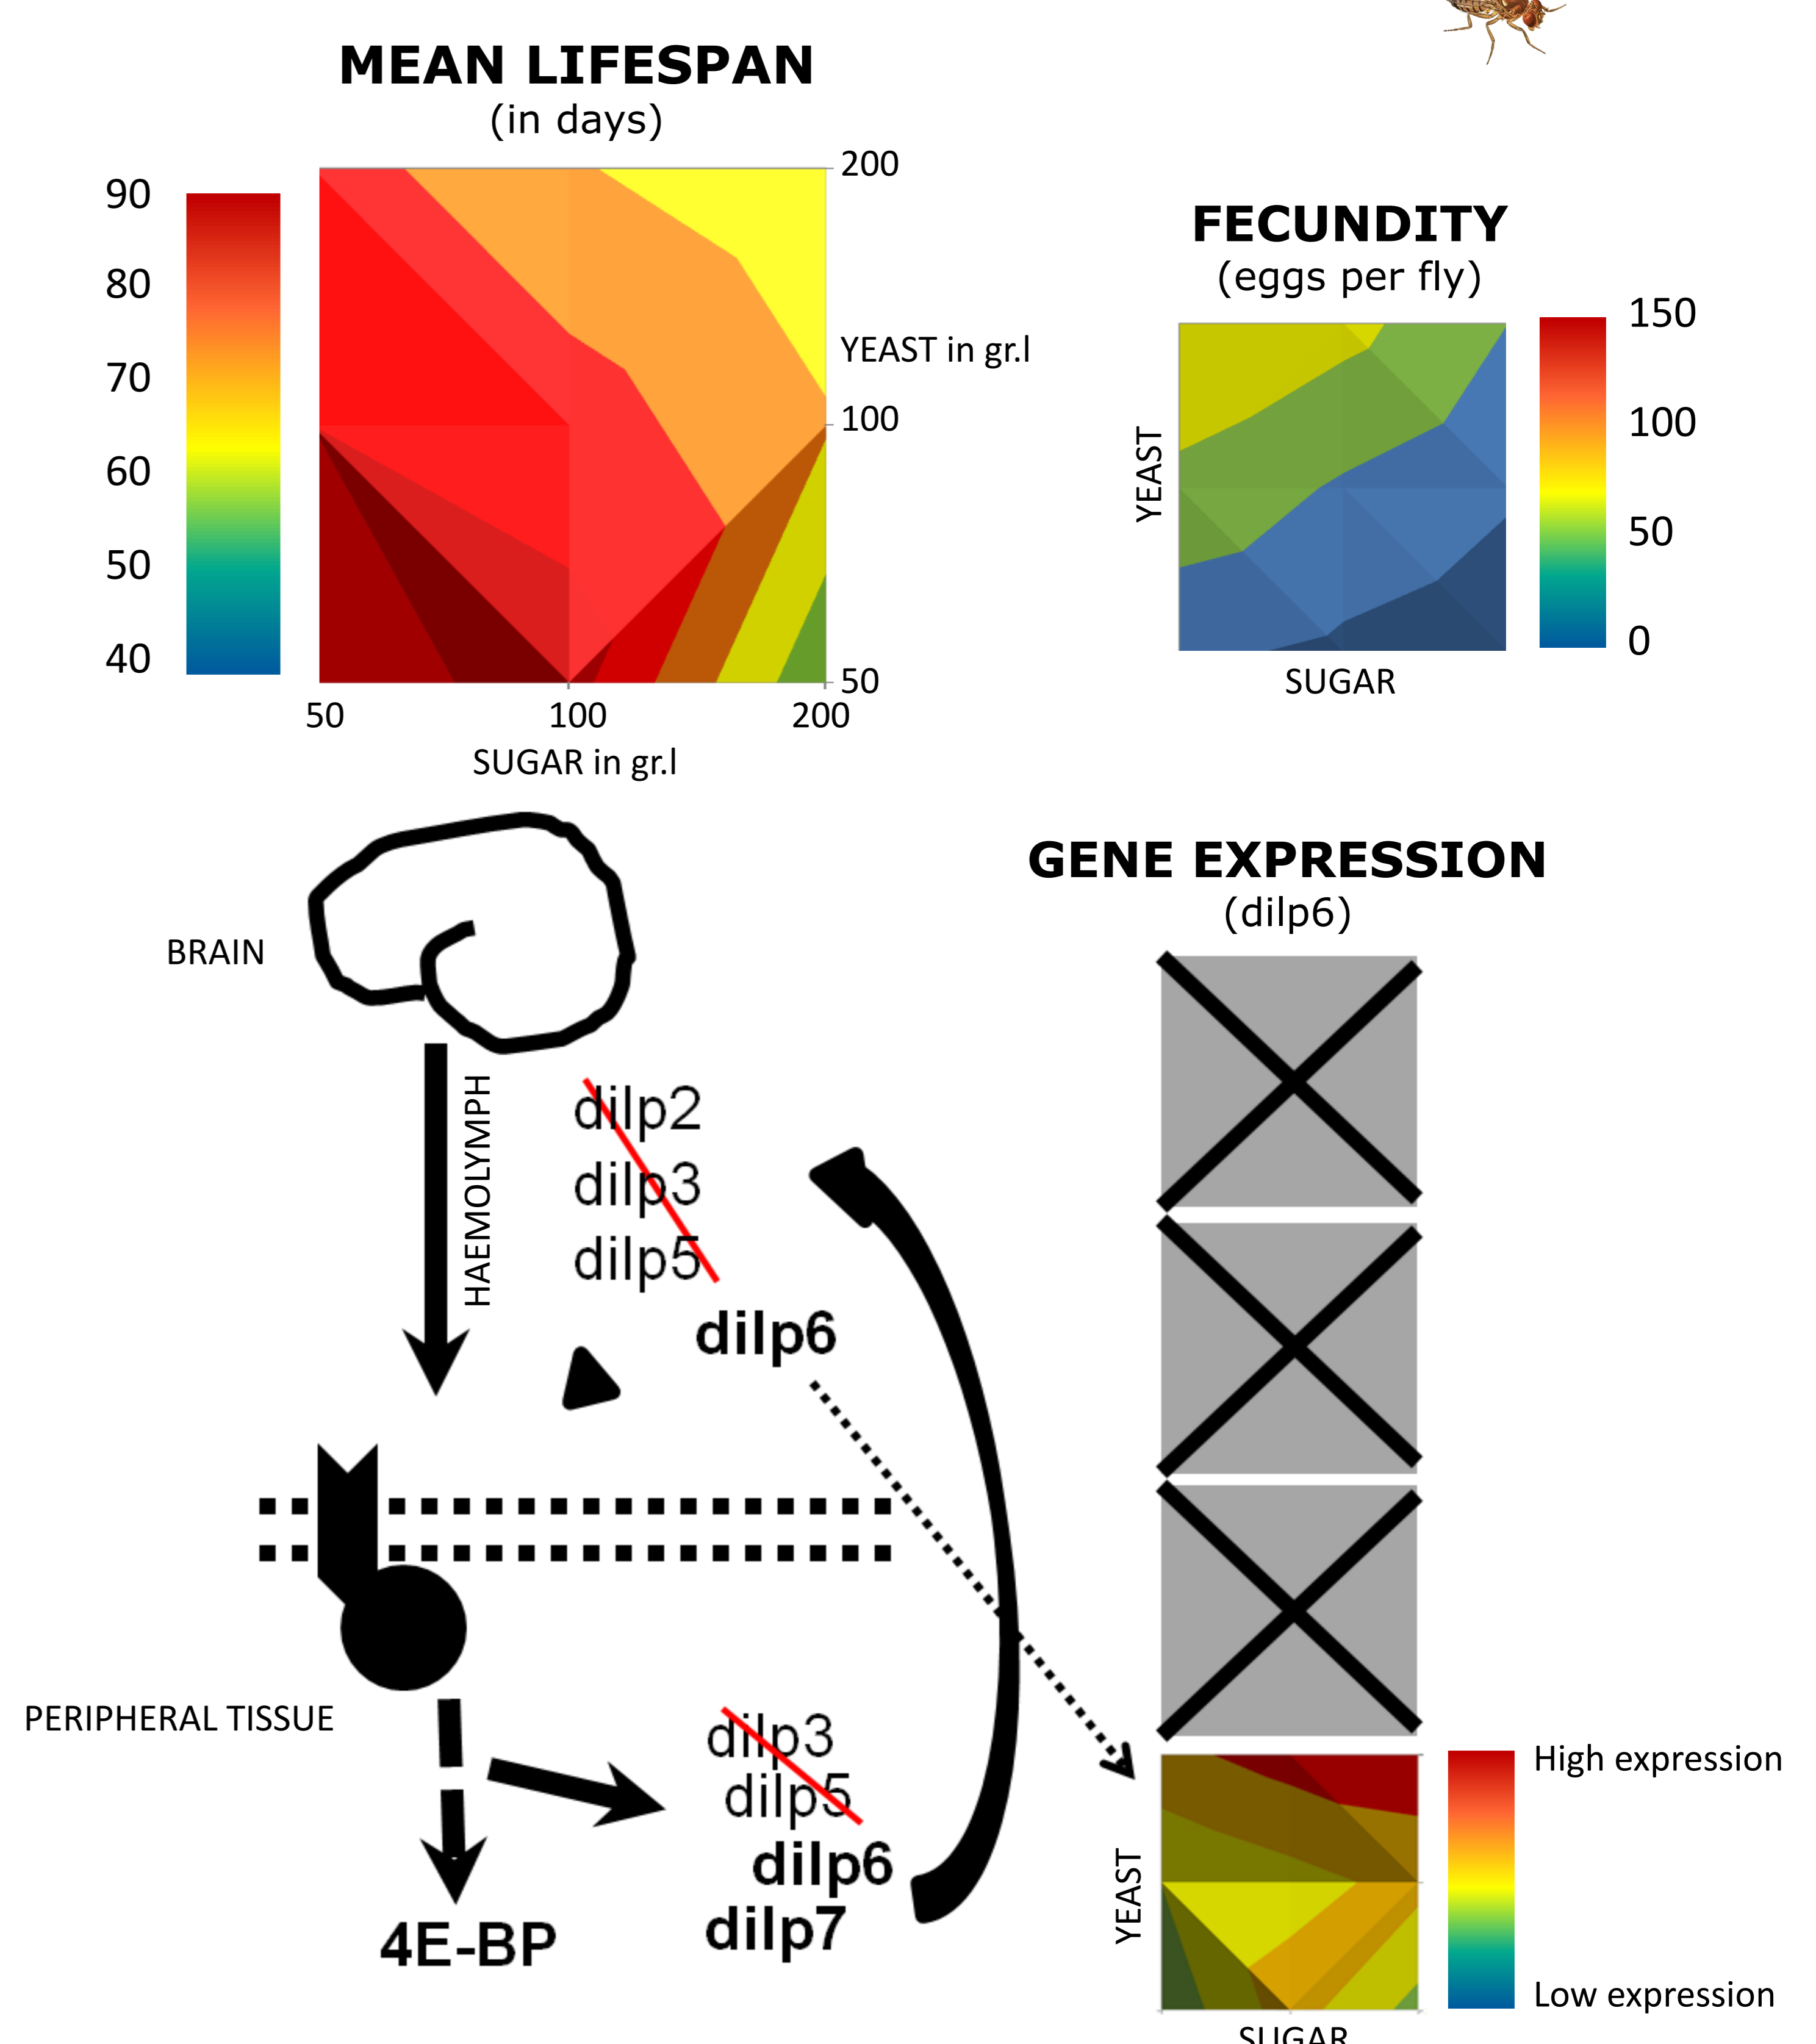 MEAN LIFESPAN
(in days)
90
80
70
60
50
40
200
YEAST in gr.l
100
50
50
100
200
SUGAR in gr.l
FECUNDITY
(eggs per fly)
YEAST
SUGAR
150
100
50
0
BRAIN
HAEMOLYMPH
dilp2
dilp3
dilp5
dilp6
PERIPHERAL TISSUE
dilp3
dilp5
dilp6
dilp7
4E-BP
GENE EXPRESSION
(dilp6)
YEAST
High expression
Low expression
SUGAR